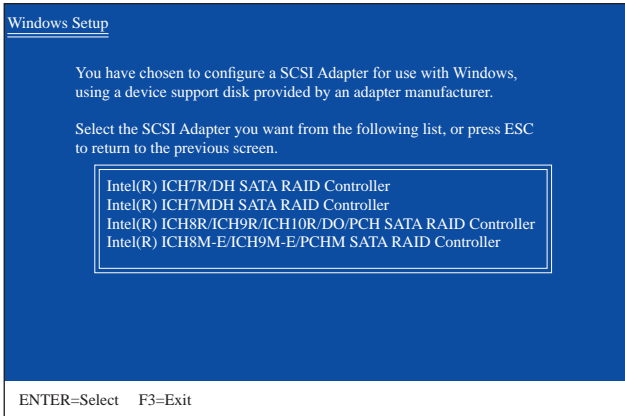 Windows Setup
You have chosen to configure a SCSI Adapter for use with Windows,
using a device support disk provided by an adapter manufacturer.
Select the SCSI Adapter you want from the following list, or press ESC
to return to the previous screen.
Intel(R) ICH7R/DH SATA RAID Controller
Intel(R) ICH7MDH SATA RAID Controller
Intel(R) ICH8R/ICH9R/ICH10R/DO/PCH SATA RAID Controller
Intel(R) ICH8M-E/ICH9M-E/PCHM SATA RAID Controller
ENTER=Select F3=Exit